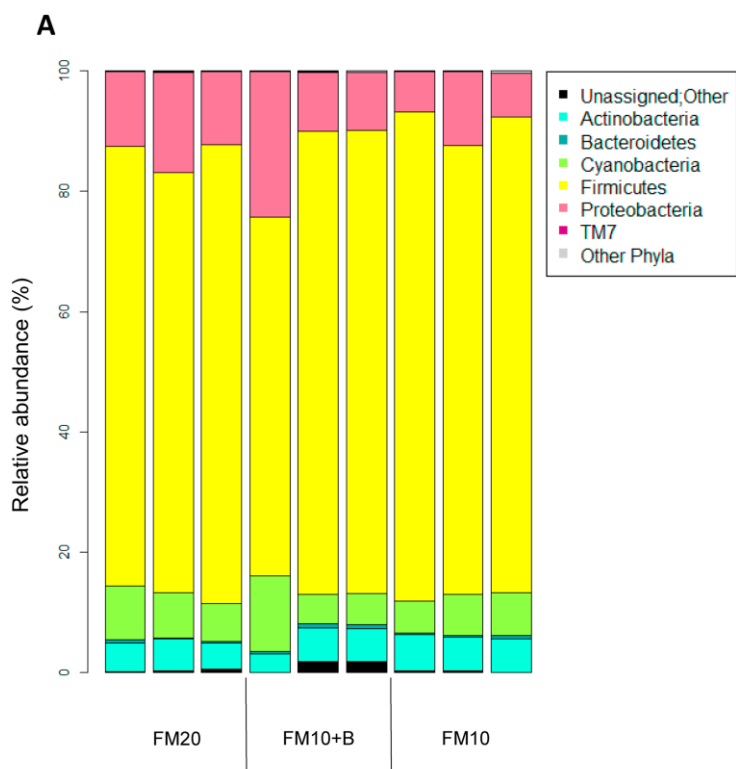 A
100
80
60
40
20
0
Relative abundance (%)
Unassigned;Other
Actinobacteria
Bacteroidetes
Cyanobacteria
Firmicutes
Proteobacteria
TM7
Other Phyla
FM20
FM10+B
FM10